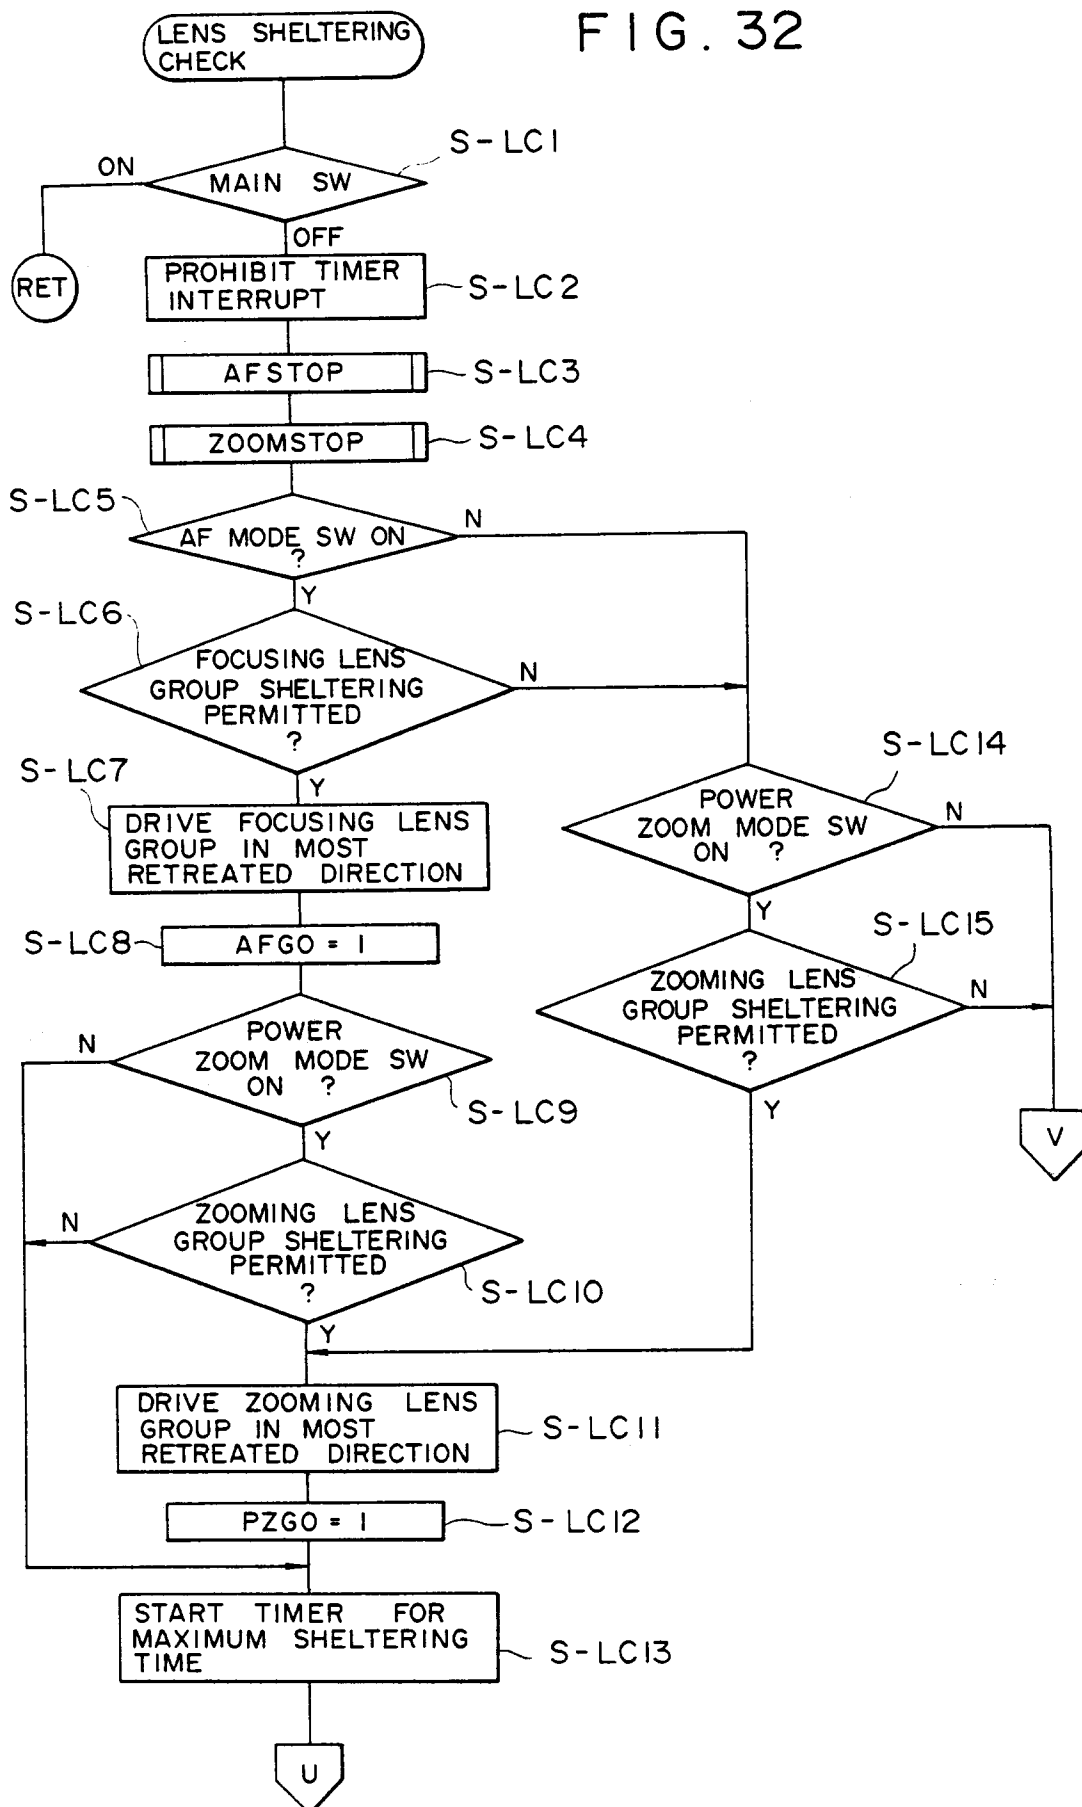 FIG. 32
LENS SHELTERING
CHECK
S-LC1
ON
MAIN SW
OFF
RET
PROHIBIT TIMER
INTERRUPT
S-LC2
AFSTOP
S-LC3
ZOOMSTOP
S-LC4
S-LC5
AF MODE SW ON
?
N
Y
S-LC6
FOCUSING LENS
GROUP SHELTERING
PERMITTED
?
N
Y
S-LC7
DRIVE FOCUSING LENS
GROUP IN MOST
RETREATED DIRECTION
S-LC14
POWER
ZOOM MODE SW
ON ?
N
Y
S-LC8
AFGO = 1
S-LC15
ZOOMING LENS
GROUP SHELTERING
PERMITTED
?
N
Y
V
POWER
ZOOM MODE SW
ON ?
N
S-LC9
Y
ZOOMING LENS
GROUP SHELTERING
PERMITTED
?
N
S-LC10
Y
DRIVE ZOOMING LENS
GROUP IN MOST
RETREATED DIRECTION
S-LC11
PZGO = 1
S-LC12
START TIMER FOR
MAXIMUM SHELTERING
TIME
S-LC13
U